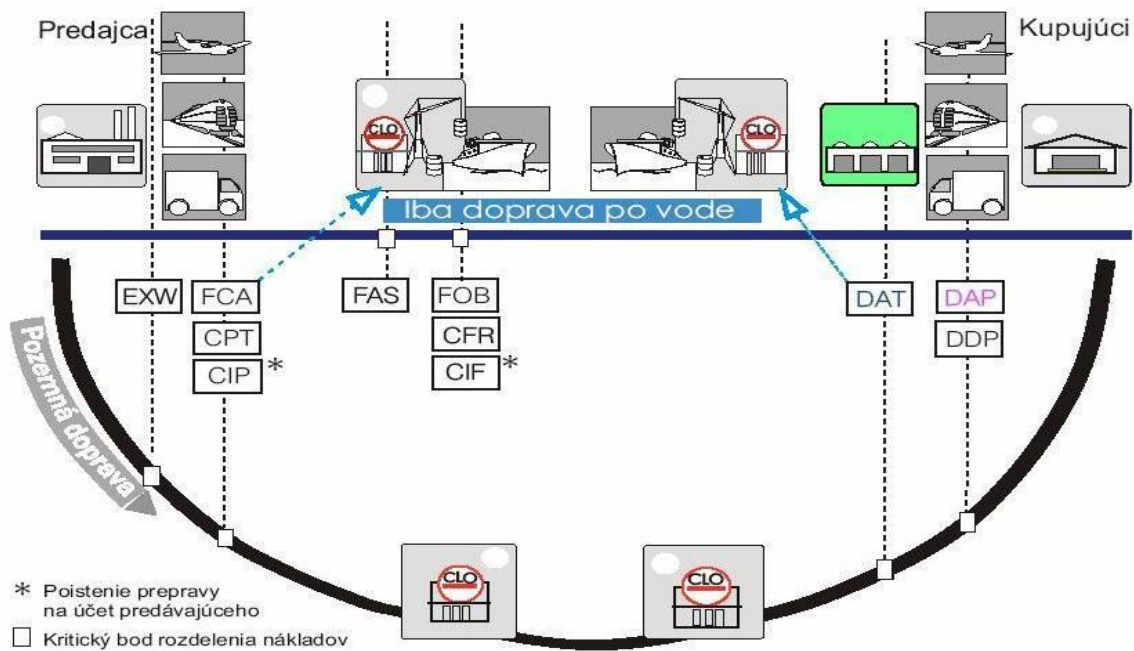 Predajca
Kupujúci
CLO
CLO
Iba doprava po vode
EXW
FCA
FAS
FOB
DAT
DAP
CPT
CFR
DDP
CIP *
CIF *
Pozemná doprava
CLO
CLO
* Poistenie prepravy
na účet predávajúceho
Kritický bod rozdelenia nákladov